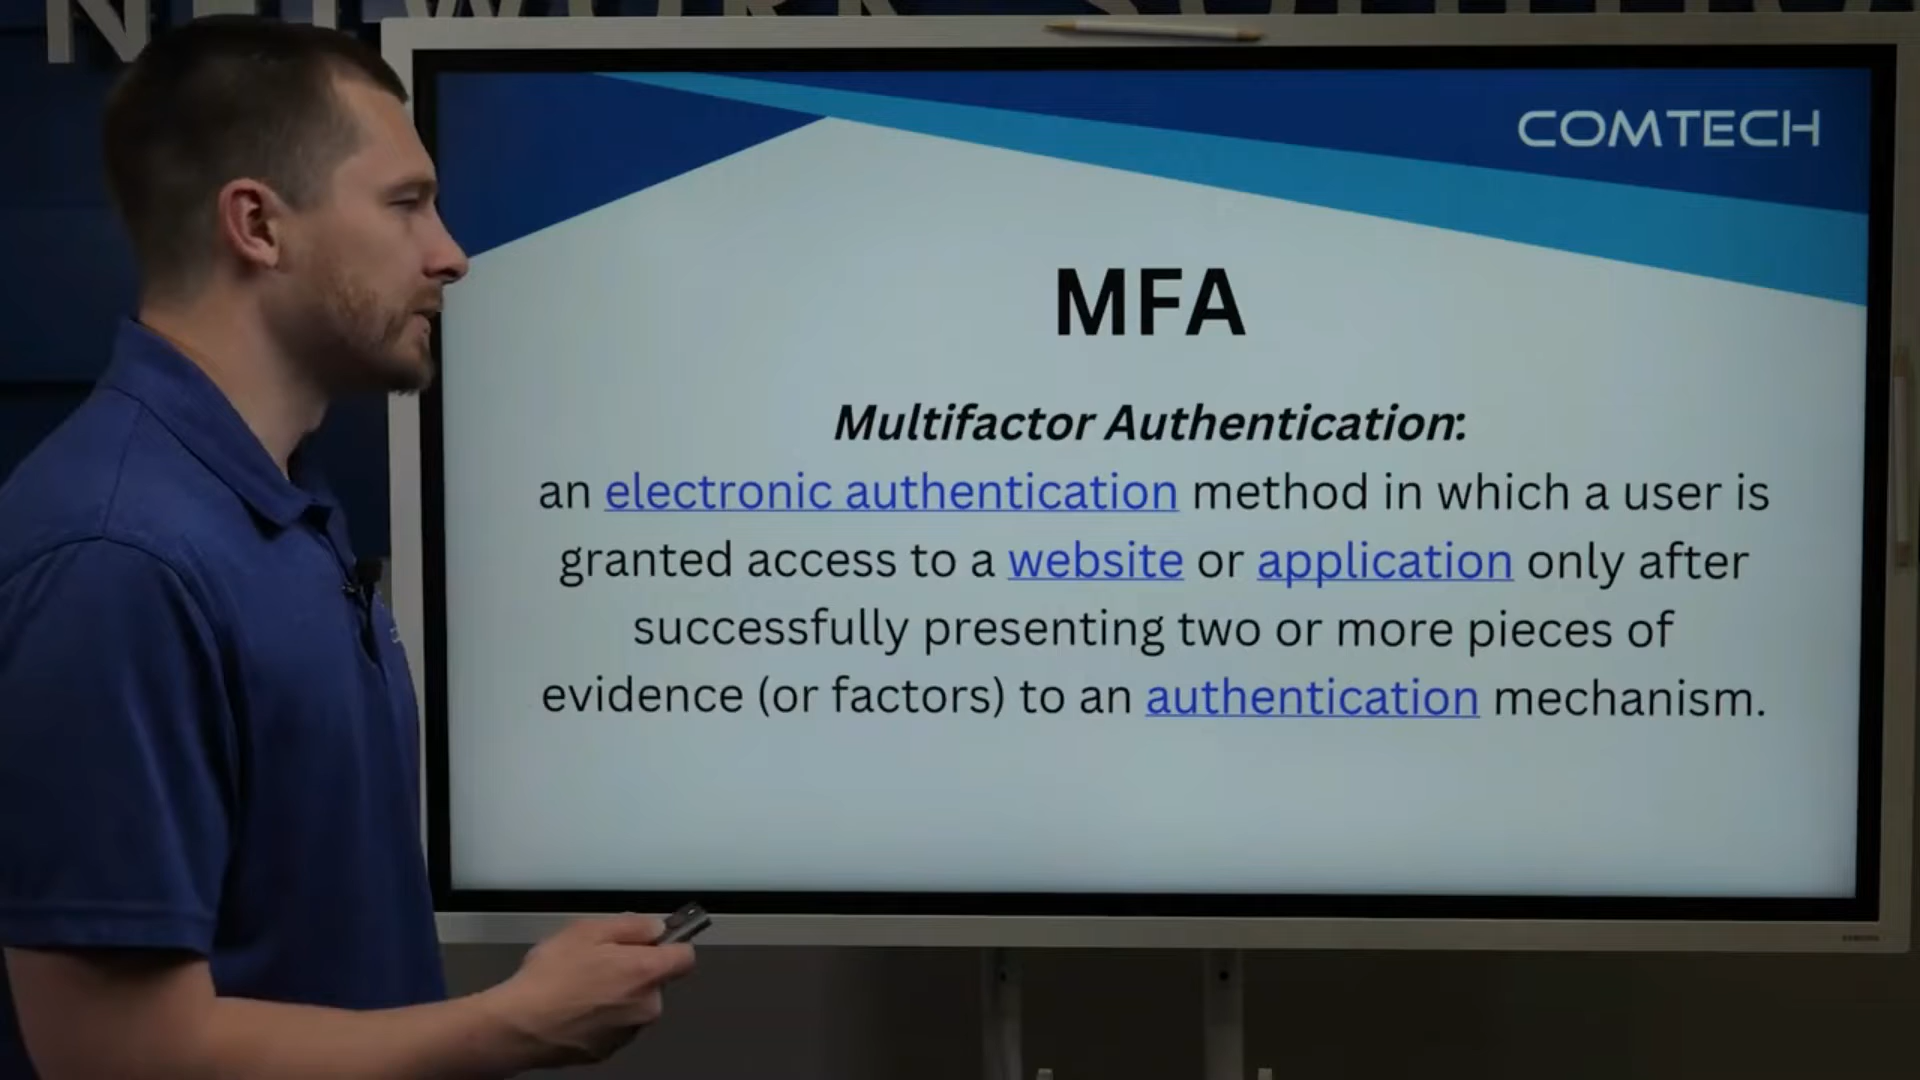 NETWORK
COMTECH
MFA
Multifactor Authentication:
an electronic authentication method in which a user is
granted access to a website or application only after
successfully presenting two or more pieces of
evidence (or factors) to an authentication mechanism.